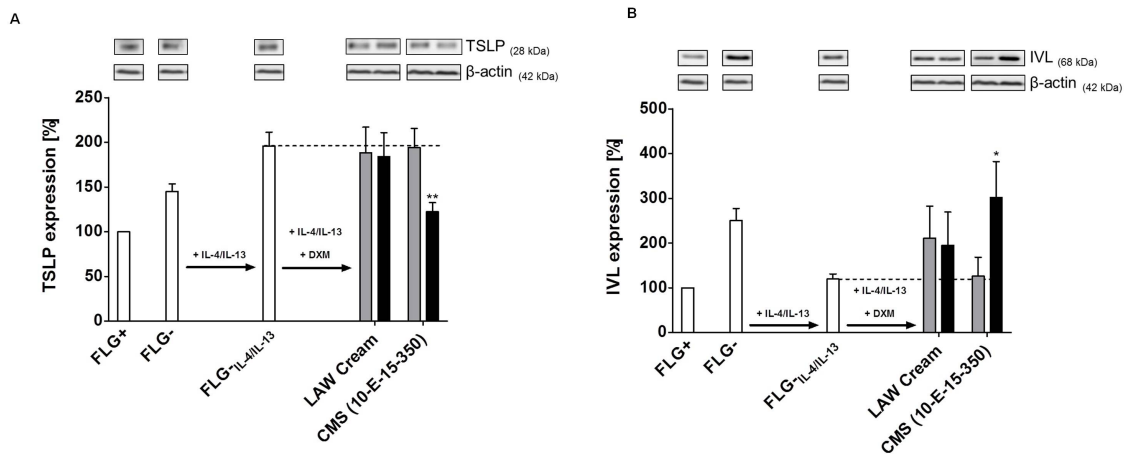 A
TSLP (28 kDa)
β-actin (42 kDa)
TSLP expression [%]
250
200
150
100
50
0
**
+ IL-4/IL-13
+ IL-4/IL-13
+ DXM
FLG+
FLG-
FLG-IL-4/IL-13
LAW Cream
CMS (10-E-15-350)
B
IVL (68 kDa)
β-actin (42 kDa)
IVL expression [%]
500
400
300
200
100
0
*
+ IL-4/IL-13
+ IL-4/IL-13
+ DXM
FLG+
FLG-
FLG-IL-4/IL-13
LAW Cream
CMS (10-E-15-350)